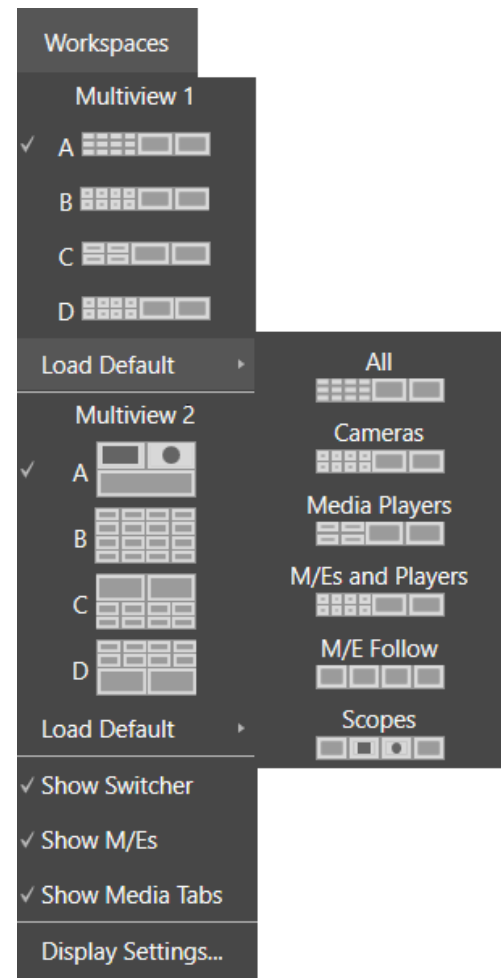 Workspaces
Multiview 1
A
B
C
D
Load Default
All
Cameras
Media Players
M/Es and Players
M/E Follow
Scopes
Multiview 2
A
B
C
D
Load Default
Show Switcher
Show M/Es
Show Media Tabs
Display Settings...